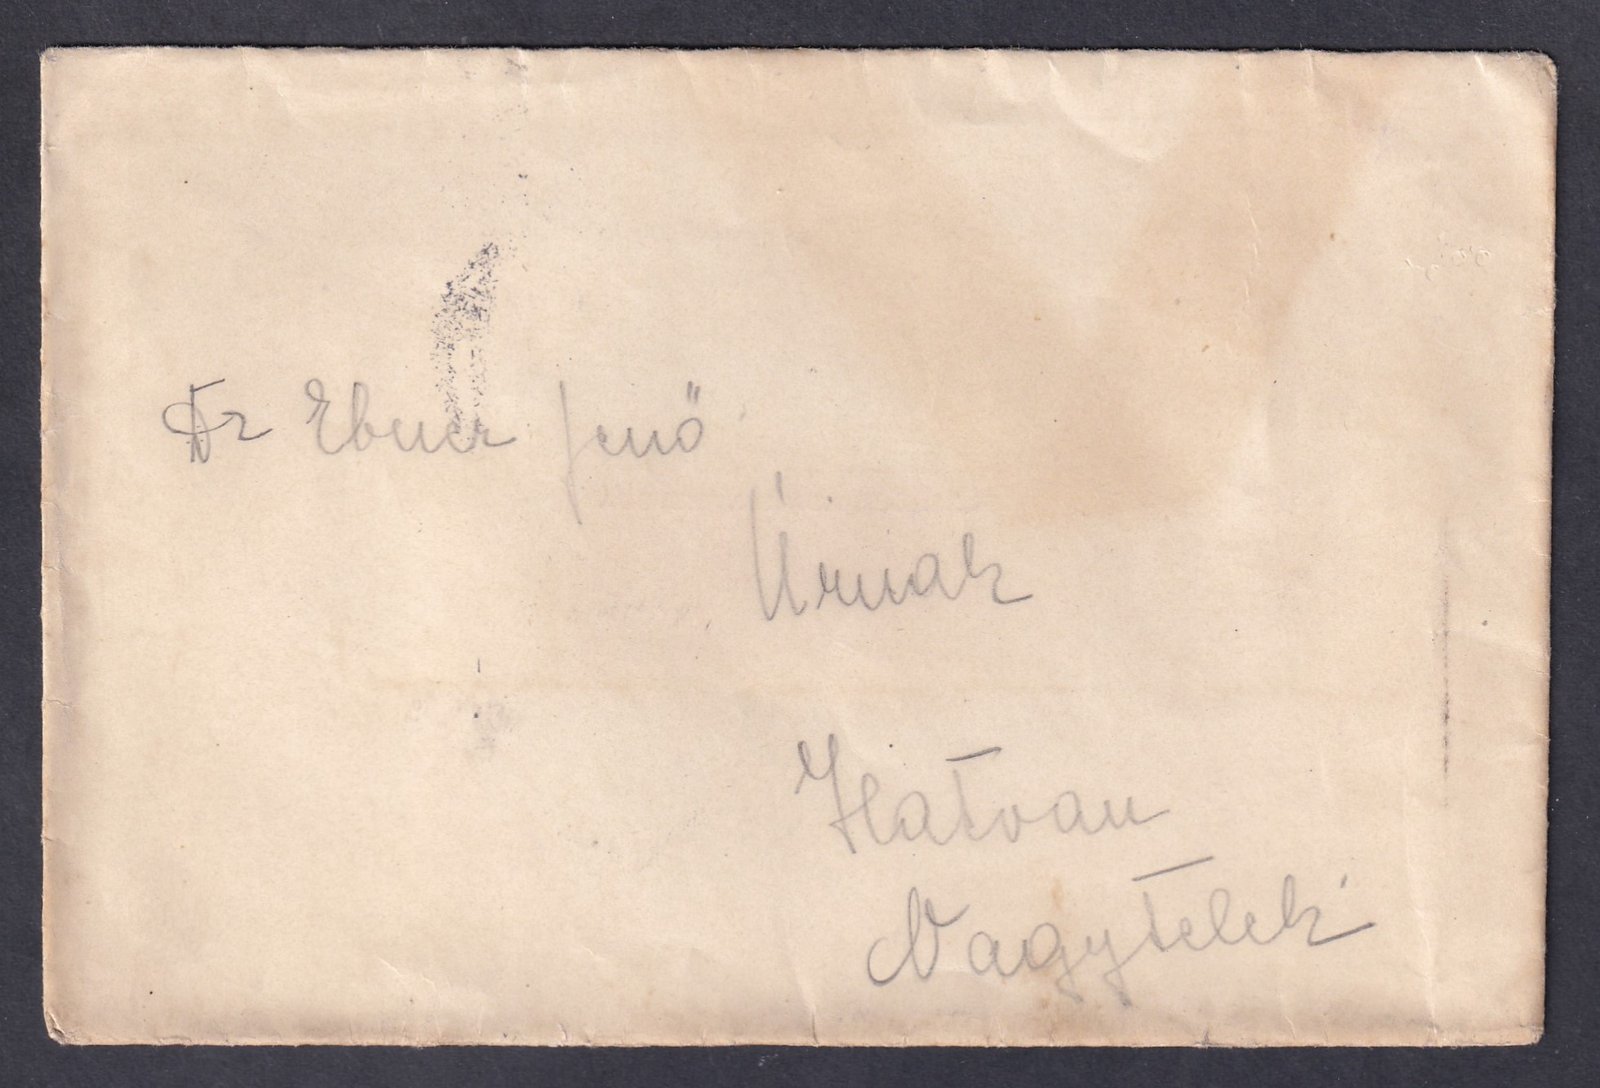 Dr Ebner Jenő
Úrnak
Hatvan
Nagytelek